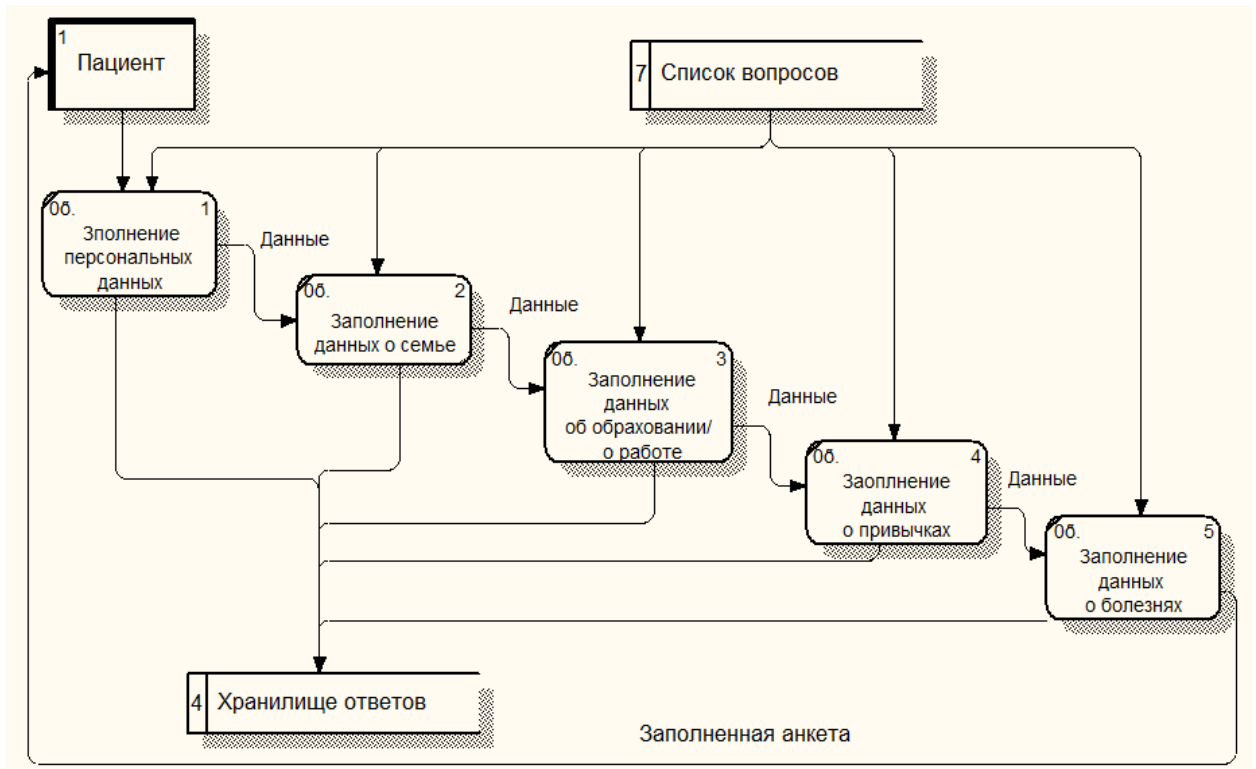 1
Пациент
7
Список вопросов
0б.
1
Зполнение
персональных
данных
Данные
0б.
2
Заполнение
данных о семье
Данные
0б.
3
Заполнение
данных
об обраховании/
о работе
Данные
0б.
4
Заоплнение
данных
о привычках
Данные
0б.
5
Заполнение
данных
о болезнях
4
Хранилище ответов
Заполненная анкета